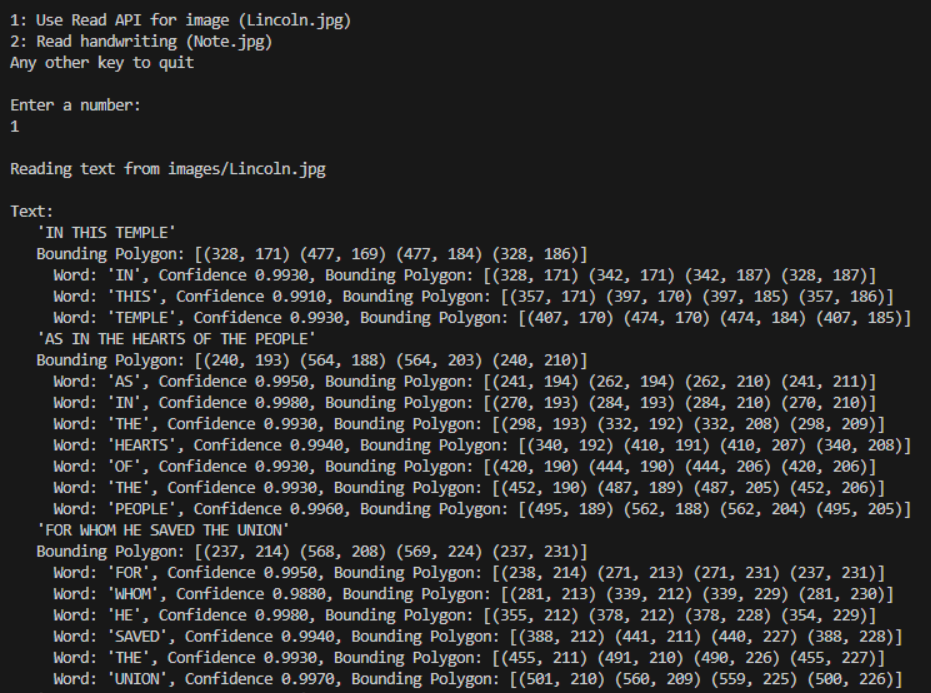 1: Use Read API for image (Lincoln.jpg)
2: Read handwriting (Note.jpg)
Any other key to quit
Enter a number:
1
Reading text from images/Lincoln.jpg
Text:
'IN THIS TEMPLE'
Bounding Polygon: [(328, 171) (477, 169) (477, 184) (328, 186)]
Word: 'IN', Confidence 0.9930, Bounding Polygon: [(328, 171) (342, 171) (342, 187) (328, 187)]
Word: 'THIS', Confidence 0.9910, Bounding Polygon: [(357, 171) (397, 170) (397, 185) (357, 186)]
Word: 'TEMPLE', Confidence 0.9930, Bounding Polygon: [(407, 170) (474, 170) (474, 184) (407, 185)]
'AS IN THE HEARTS OF THE PEOPLE'
Bounding Polygon: [(240, 193) (564, 188) (564, 203) (240, 210)]
Word: 'AS', Confidence 0.9950, Bounding Polygon: [(241, 194) (262, 194) (262, 210) (241, 211)]
Word: 'IN', Confidence 0.9980, Bounding Polygon: [(270, 193) (284, 193) (284, 210) (270, 210)]
Word: 'THE', Confidence 0.9930, Bounding Polygon: [(298, 193) (332, 192) (332, 208) (298, 209)]
Word: 'HEARTS', Confidence 0.9940, Bounding Polygon: [(340, 192) (410, 191) (410, 207) (340, 208)]
Word: 'OF', Confidence 0.9930, Bounding Polygon: [(420, 190) (444, 190) (444, 206) (420, 206)]
Word: 'THE', Confidence 0.9930, Bounding Polygon: [(452, 190) (487, 189) (487, 205) (452, 206)]
Word: 'PEOPLE', Confidence 0.9960, Bounding Polygon: [(495, 189) (562, 188) (562, 204) (495, 205)]
'FOR WHOM HE SAVED THE UNION'
Bounding Polygon: [(237, 214) (568, 208) (569, 224) (237, 231)]
Word: 'FOR', Confidence 0.9950, Bounding Polygon: [(238, 214) (271, 213) (271, 231) (237, 231)]
Word: 'WHOM', Confidence 0.9880, Bounding Polygon: [(281, 213) (339, 212) (339, 229) (281, 230)]
Word: 'HE', Confidence 0.9980, Bounding Polygon: [(355, 212) (378, 212) (378, 228) (354, 229)]
Word: 'SAVED', Confidence 0.9940, Bounding Polygon: [(388, 212) (441, 211) (440, 227) (388, 228)]
Word: 'THE', Confidence 0.9930, Bounding Polygon: [(455, 211) (491, 210) (490, 226) (455, 227)]
Word: 'UNION', Confidence 0.9970, Bounding Polygon: [(501, 210) (560, 209) (559, 225) (500, 226)]